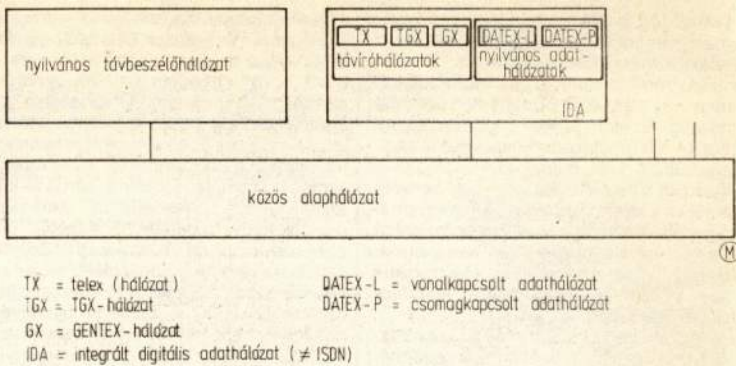 nyilvános távbeszélőhálózat
TX TGX GX
távíróhálózatok
DATEX-L DATEX-P
nyilvános adat-
hálózatok
IDA
közös alaphálózat
M
TX = telex (hálózat)
TGX = TGX-hálózat
GX = GENTEX-hálózat
IDA = integrált digitális adathálózat (≠ ISDN)
DATEX-L = vonalkapcsolt adathálózat
DATEX-P = csomagkapcsolt adathálózat